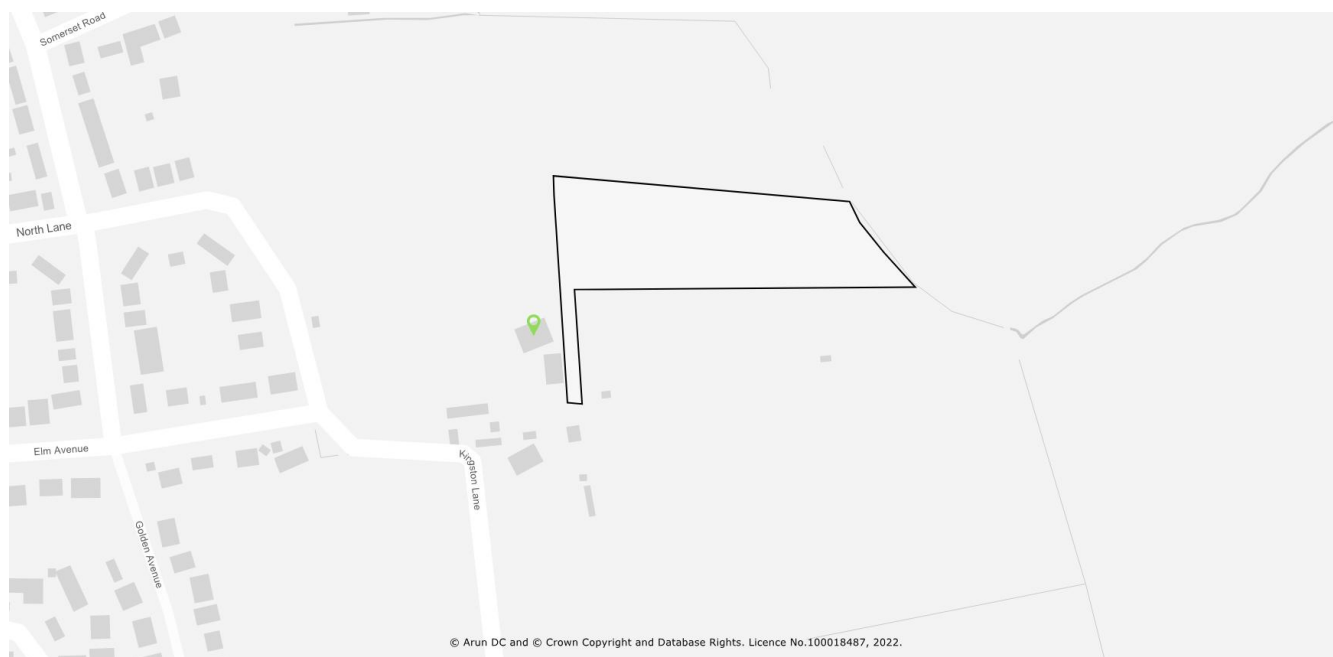 Somerset Road
North Lane
Elm Avenue
Kingston Lane
Golden Avenue
© Arun DC and © Crown Copyright and Database Rights. Licence No.100018487, 2022.